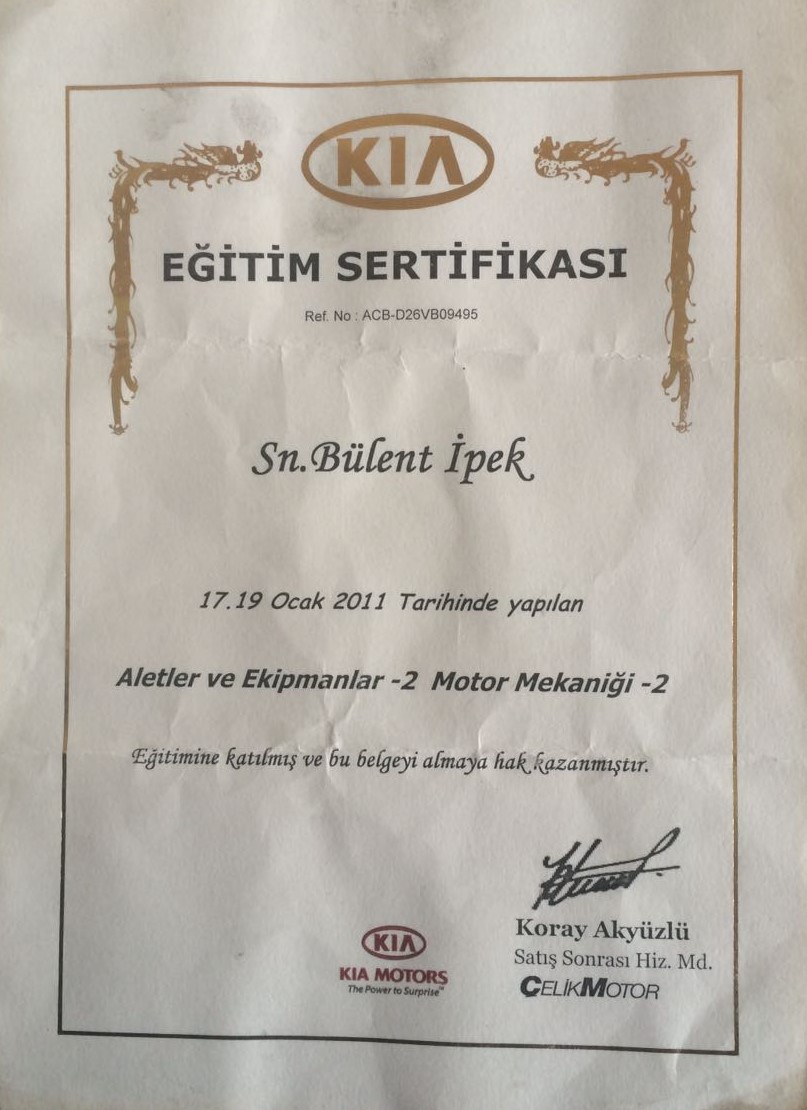 KIA
EĞİTİM SERTİFİKASI
Ref. No : ACB-D26VB09495
Sn.Bülent İpek
17.19 Ocak 2011 Tarihinde yapılan
Aletler ve Ekipmanlar -2 Motor Mekaniği -2
Eğitimine katılmış ve bu belgeyi almaya hak kazanmıştır.
Koray Akyüzlü
Satış Sonrası Hiz. Md.
ÇELİKMOTOR
KIA
KIA MOTORS
The Power to Surprise™